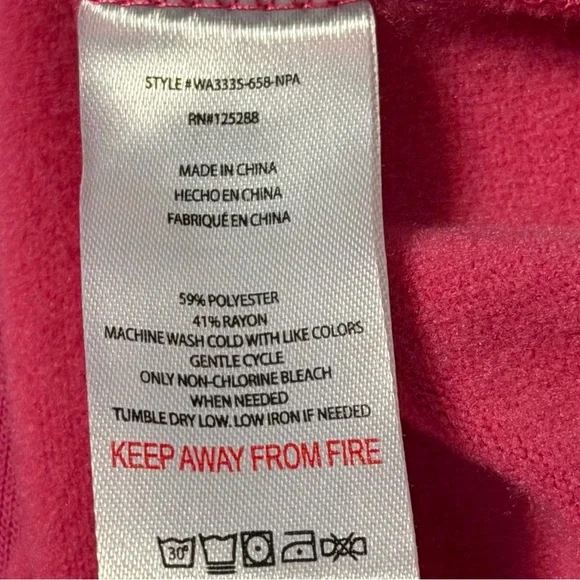 STYLE # WA3335-658-NPA
RN#125288
MADE IN CHINA
HECHO EN CHINA
FABRIQUÉ EN CHINA
59% POLYESTER
41% RAYON
MACHINE WASH COLD WITH LIKE COLORS
GENTLE CYCLE
ONLY NON-CHLORINE BLEACH
WHEN NEEDED
TUMBLE DRY LOW. LOW IRON IF NEEDED
KEEP AWAY FROM FIRE
30°